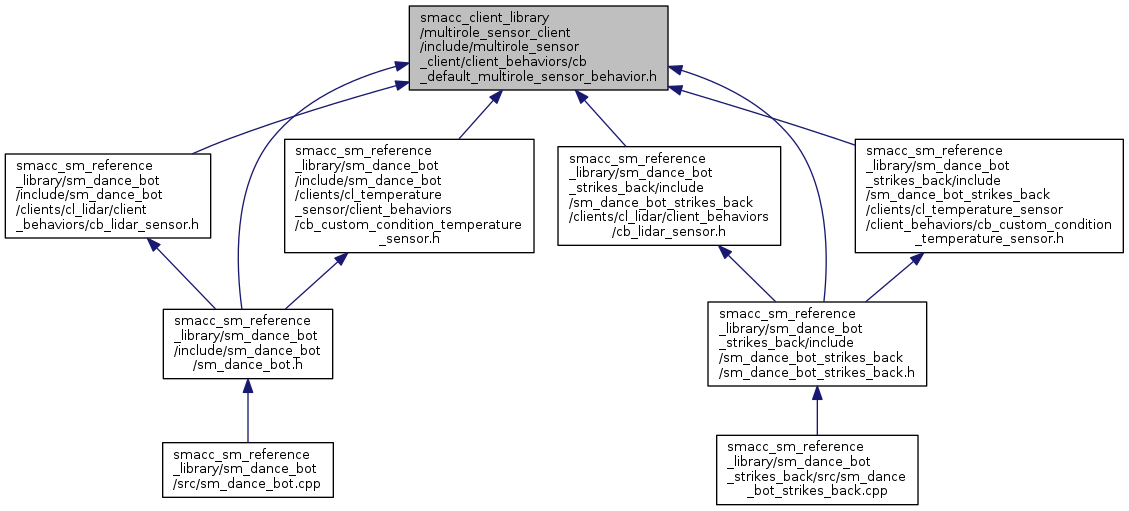 smacc_client_library
/multirole_sensor_client
/include/multirole_sensor
_client/client_behaviors/cb
_default_multirole_sensor_behavior.h
smacc_sm_reference
_library/sm_dance_bot
/include/sm_dance_bot
/clients/cl_lidar/client
_behaviors/cb_lidar_sensor.h
smacc_sm_reference
_library/sm_dance_bot
/include/sm_dance_bot
/clients/cl_temperature
_sensor/client_behaviors
/cb_custom_condition_temperature
_sensor.h
smacc_sm_reference
_library/sm_dance_bot
_strikes_back/include
/sm_dance_bot_strikes_back
/clients/cl_lidar/client_behaviors
/cb_lidar_sensor.h
smacc_sm_reference
_library/sm_dance_bot
_strikes_back/include
/sm_dance_bot_strikes_back
/clients/cl_temperature_sensor
/client_behaviors/cb_custom_condition
_temperature_sensor.h
smacc_sm_reference
_library/sm_dance_bot
/include/sm_dance_bot
/sm_dance_bot.h
smacc_sm_reference
_library/sm_dance_bot
_strikes_back/include
/sm_dance_bot_strikes_back
/sm_dance_bot_strikes_back.h
smacc_sm_reference
_library/sm_dance_bot
/src/sm_dance_bot.cpp
smacc_sm_reference
_library/sm_dance_bot
_strikes_back/src/sm_dance
_bot_strikes_back.cpp